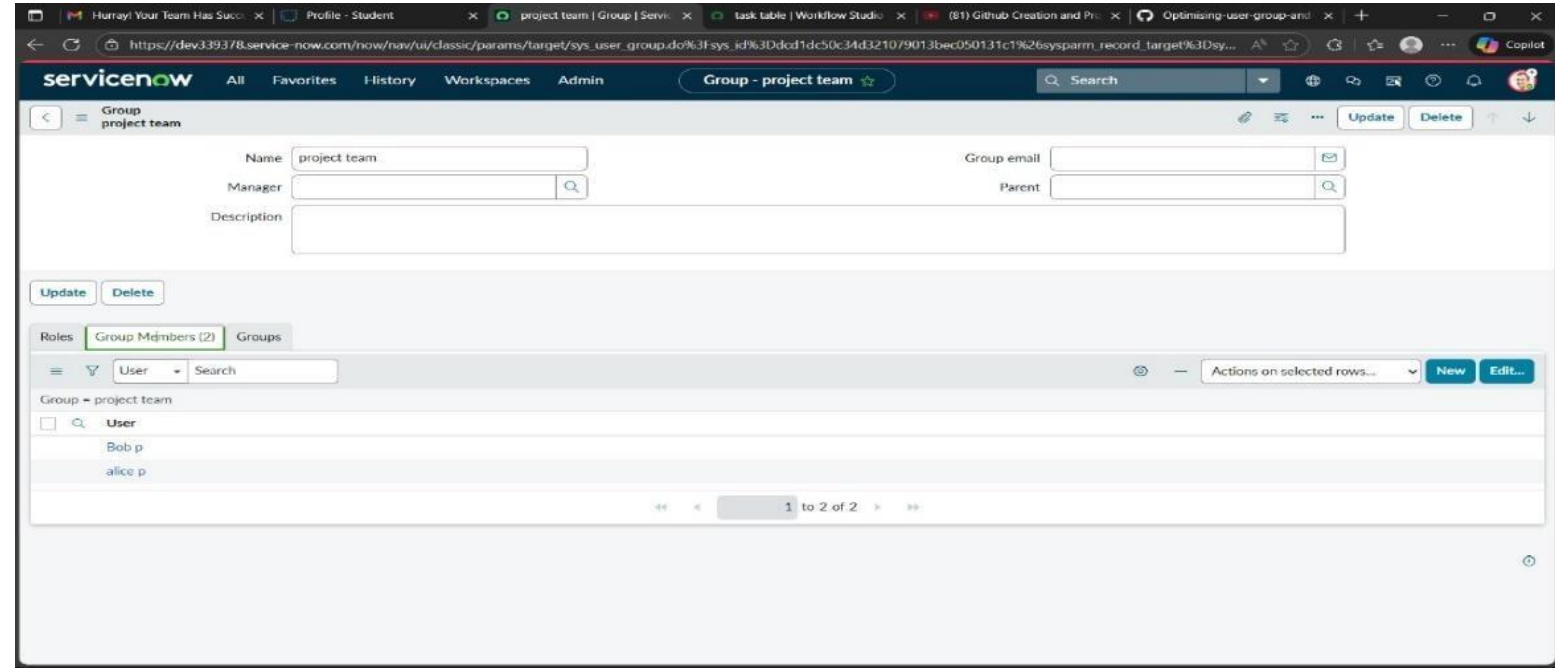 Hurray! Your Team Has Succ
Profile - Student
project team | Group | Servic
task table | Workflow Studio
(81) Github Creation and Pro
Optimising-user-group-and
https://dev339378.service-now.com/now/nav/ui/classic/params/target/sys_user_group.do%3Fsys_id%3Ddcd1dc50c34d321079013bec050131c1%26sysparm_record_target%3Dsy...
Copilot
servicenow All Favorites History Workspaces Admin Group - project team Search
Group
project team
Update Delete
Name project team Group email
Manager Parent
Description
Update Delete
Roles Group Members (2) Groups
User Search Actions on selected rows... New Edit...
Group = project team
User
Bob p
alice p
1 to 2 of 2